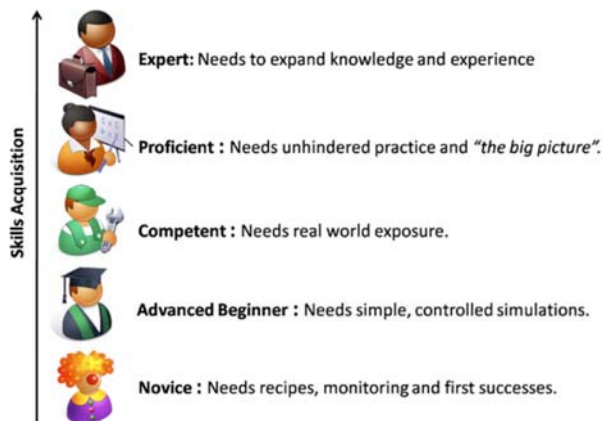 Skills Acquisition
Expert: Needs to expand knowledge and experience
Proficient : Needs unhindered practice and "the big picture".
Competent : Needs real world exposure.
Advanced Beginner : Needs simple, controlled simulations.
Novice : Needs recipes, monitoring and first successes.